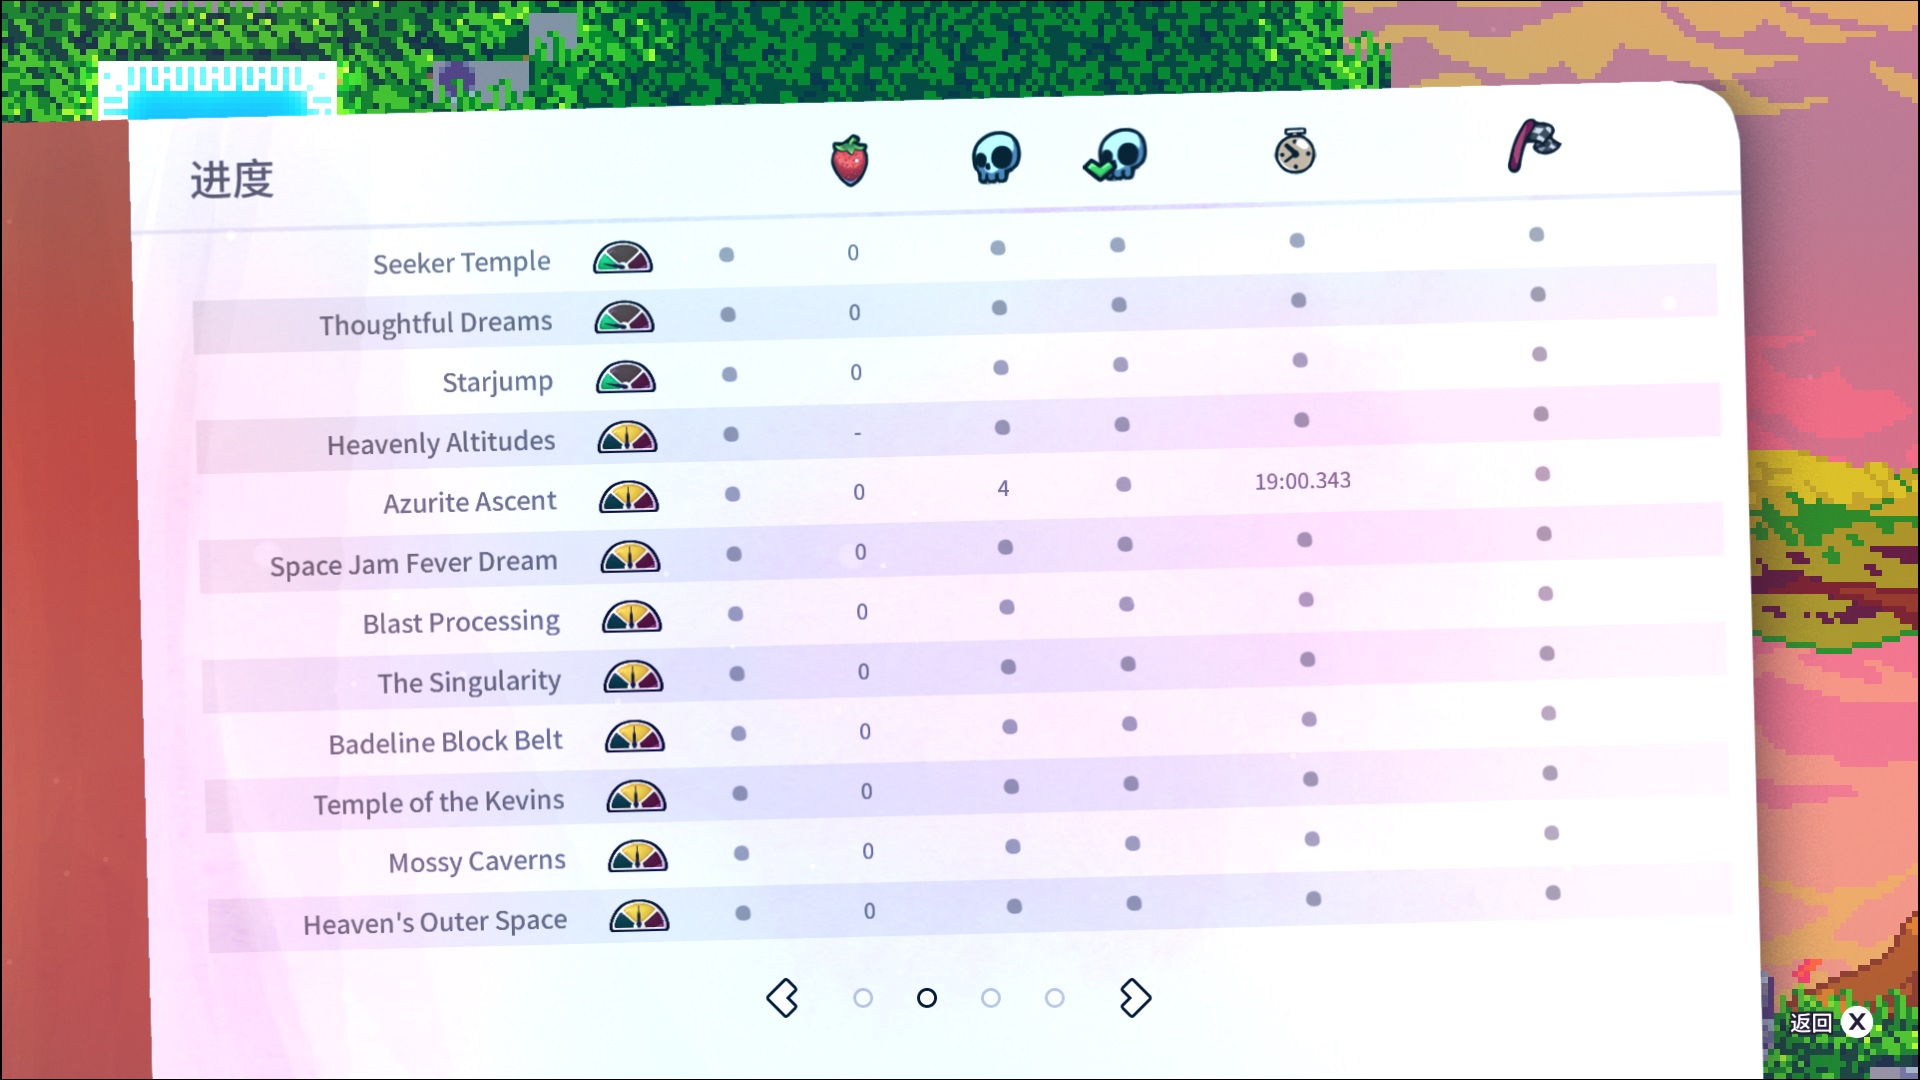 进度
Seeker Temple 0
Thoughtful Dreams 0
Starjump 0
Heavenly Altitudes -
Azurite Ascent 0 4 19:00.343
Space Jam Fever Dream 0
Blast Processing 0
The Singularity 0
Badeline Block Belt 0
Temple of the Kevins 0
Mossy Caverns 0
Heaven's Outer Space 0
返回 X